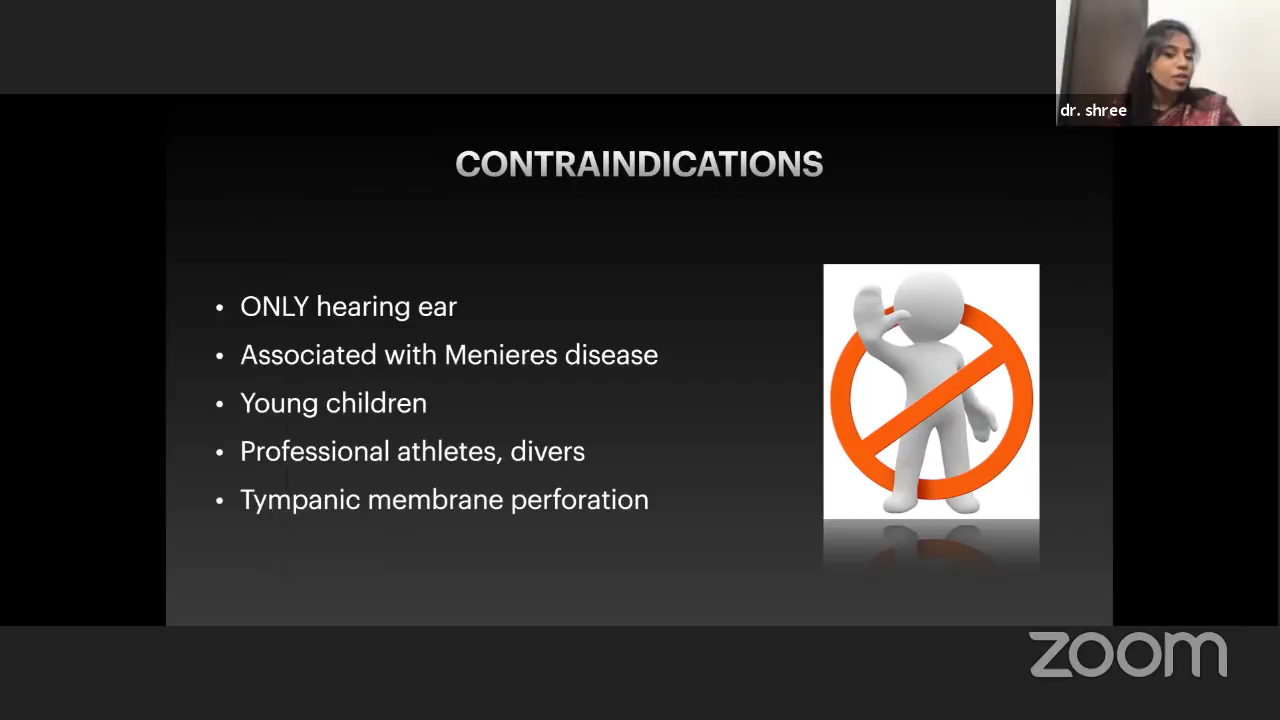 dr. shree
CONTRAINDICATIONS
• ONLY hearing ear
• Associated with Menieres disease
• Young children
• Professional athletes, divers
• Tympanic membrane perforation
zoom